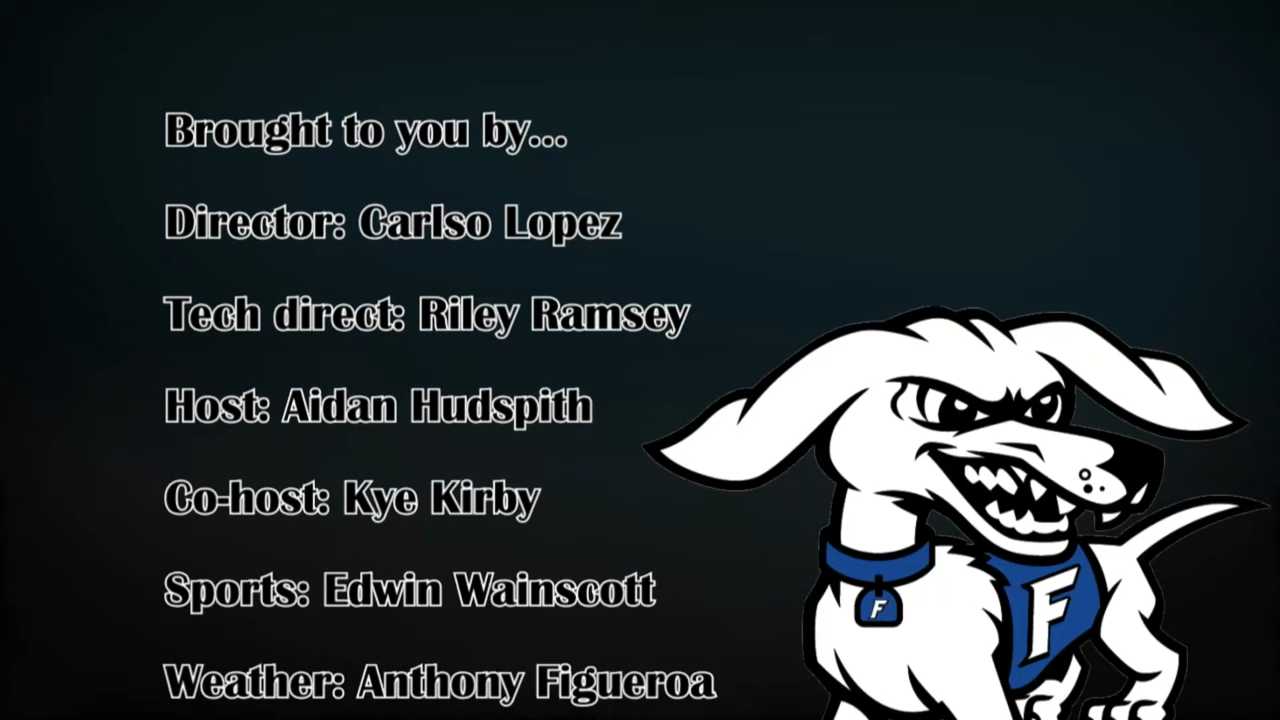 Brought to you by...
Director: Carlso Lopez
Tech direct: Riley Ramsey
Host: Aidan Hudspith
Co-host: Kye Kirby
Sports: Edwin Wainscott
Weather: Anthony Figueroa
F
F